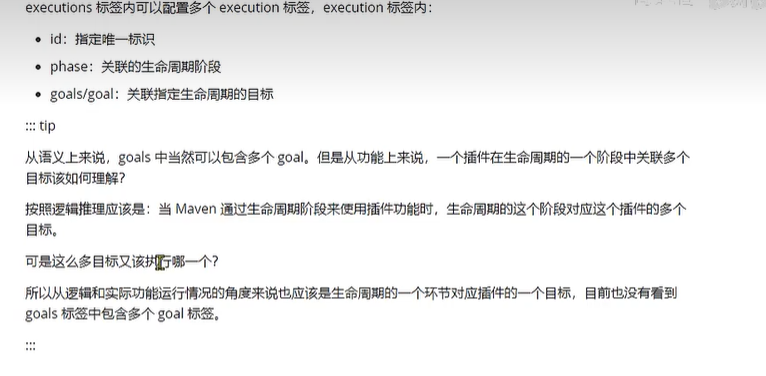 executions 标签内可以配置多个 execution 标签，execution 标签内：
id：指定唯一标识
phase：关联的生命周期阶段
goals/goal：关联指定生命周期的目标
::: tip
从语义上来说，goals 中当然可以包含多个 goal。但是从功能上来说，一个插件在生命周期的一个阶段中关联多个
目标该如何理解？
按照逻辑推理应该是：当 Maven 通过生命周期阶段来使用插件功能时，生命周期的这个阶段对应这个插件的多个
目标。
可是这么多目标又该执行哪一个？
所以从逻辑和实际功能运行情况的角度来说也应该是生命周期的一个环节对应插件的一个目标，目前也没有看到
goals 标签中包含多个 goal 标签。
:::